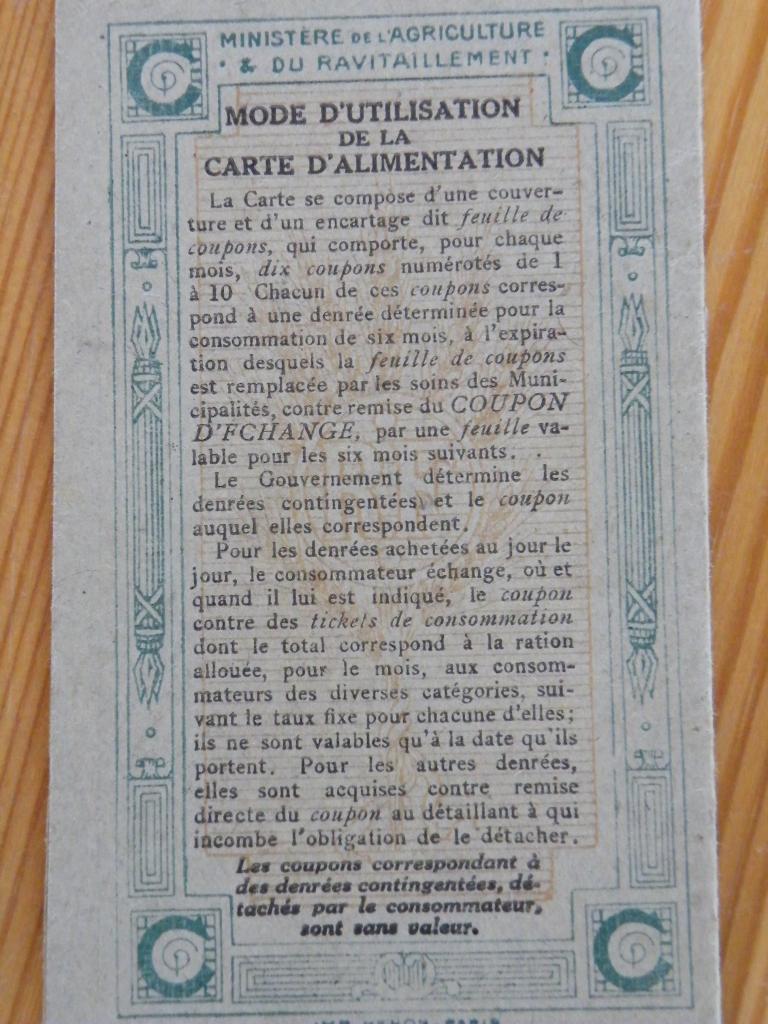 MINISTÈRE DE L'AGRICULTURE
· & DU RAVITAILLEMENT ·
MODE D'UTILISATION
DE LA
CARTE D'ALIMENTATION
La Carte se compose d'une couver-
ture et d'un encartage dit feuille de
coupons, qui comporte, pour chaque
mois, dix coupons numérotés de 1
à 10 Chacun de ces coupons corres-
pond à une denrée déterminée pour la
consommation de six mois, à l'expira-
tion desquels la feuille de coupons
est remplacée par les soins des Muni-
cipalités, contre remise du COUPON
D'FCHANGE, par une feuille va-
lable pour les six mois suivants. .
Le Gouvernement détermine les
denrées contingentées et le coupon
auquel elles correspondent.
Pour les denrées achetées au jour le
jour, le consommateur échange, où et
quand il lui est indiqué, le coupon
contre des tickets de consommation
dont le total correspond à la ration
allouée, pour le mois, aux consom-
mateurs des diverses catégories, sui-
vant le taux fixe pour chacune d'elles;
ils ne sont valables qu'à la date qu'ils
portent. Pour les autres denrées,
elles sont acquises contre remise
directe du coupon au détaillant à qui
incombe l'obligation de le détacher.
Les coupons correspondant à
des denrées contingentées, dé-
tachés par le consommateur,
sont sans valeur.
C
C
C
C